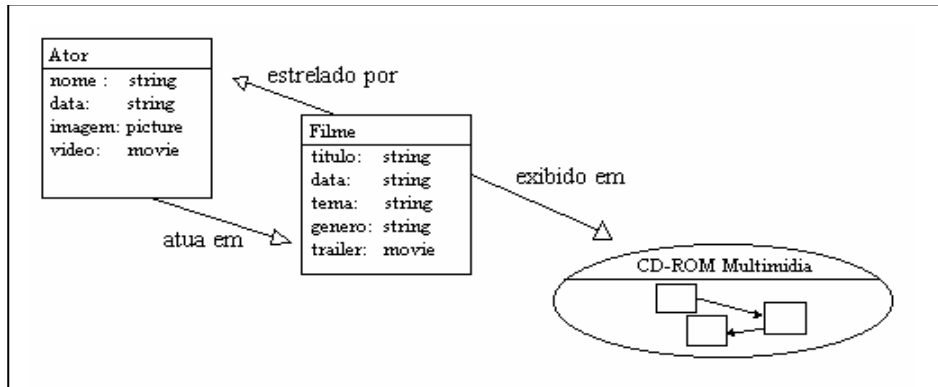 Ator
nome : string
data: string
imagem: picture
video: movie
estrelado por
Filme
titulo: string
data: string
tema: string
genero: string
trailer: movie
exibido em
atua em
CD-ROM Multimidia